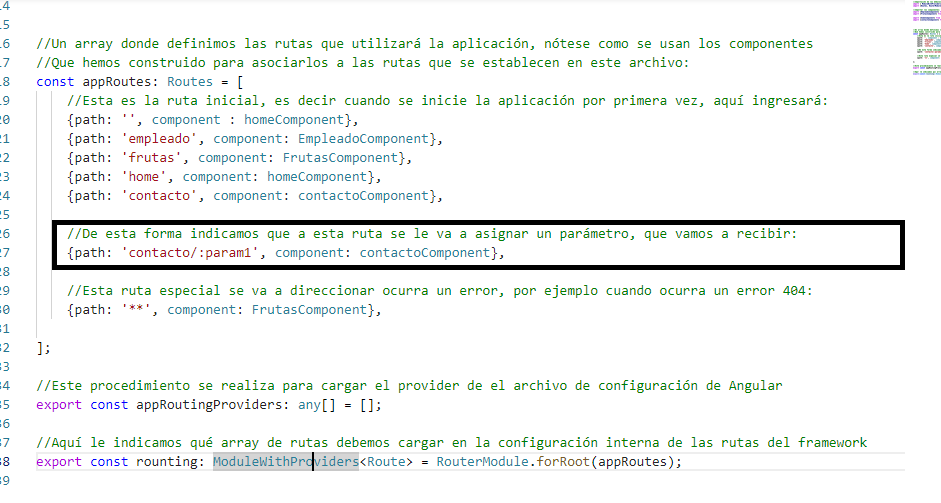 14
15
16 //Un array donde definimos las rutas que utilizará la aplicación, nótese como se usan los componentes
17 //Que hemos construido para asociarlos a las rutas que se establecen en este archivo:
18 const appRoutes: Routes = [
19 //Esta es la ruta inicial, es decir cuando se inicie la aplicación por primera vez, aquí ingresará:
20 {path: '', component : homeComponent},
21 {path: 'empleado', component: EmpleadoComponent},
22 {path: 'frutas', component: FrutasComponent},
23 {path: 'home', component: homeComponent},
24 {path: 'contacto', component: contactoComponent},
25
26 //De esta forma indicamos que a esta ruta se le va a asignar un parámetro, que vamos a recibir:
27 {path: 'contacto/:param1', component: contactoComponent},
28
29 //Esta ruta especial se va a direccionar ocurra un error, por ejemplo cuando ocurra un error 404:
30 {path: '**', component: FrutasComponent},
31
32 ];
33
34 //Este procedimiento se realiza para cargar el provider de el archivo de configuración de Angular
35 export const appRoutingProviders: any[] = [];
36
37 //Aquí le indicamos qué array de rutas debemos cargar en la configuración interna de las rutas del framework
38 export const rounting: ModuleWithProviders<Route> = RouterModule.forRoot(appRoutes);
39